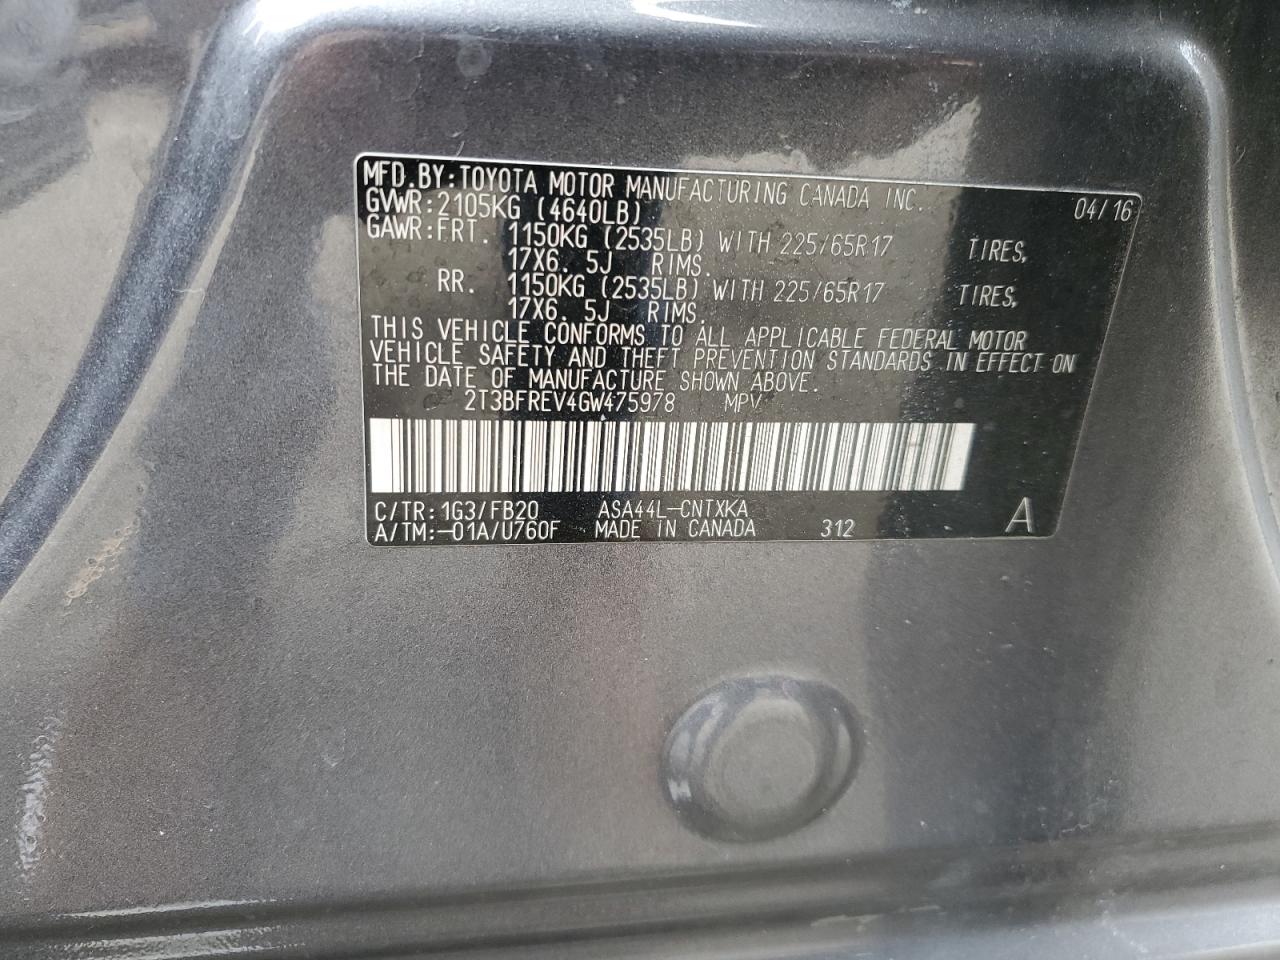 MFD.BY:TOYOTA MOTOR MANUFACTURING CANADA INC. 04/16
GVWR:2105KG (4640LB)
GAWR:FRT. 1150KG (2535LB) WITH 225/65R17 TIRES,
17X6. 5J RIMS.
RR. 1150KG (2535LB) WITH 225/65R17 TIRES,
17X6. 5J RIMS.
THIS VEHICLE CONFORMS TO ALL APPLICABLE FEDERAL MOTOR
VEHICLE SAFETY AND THEFT PREVENTION STANDARDS IN EFFECT ON
THE DATE OF MANUFACTURE SHOWN ABOVE.
2T3BFREV4GW475978 MPV
C/TR:1G3/FB20 ASA44L-CNTXKA
A/TM:-01A/U760F MADE IN CANADA 312 A